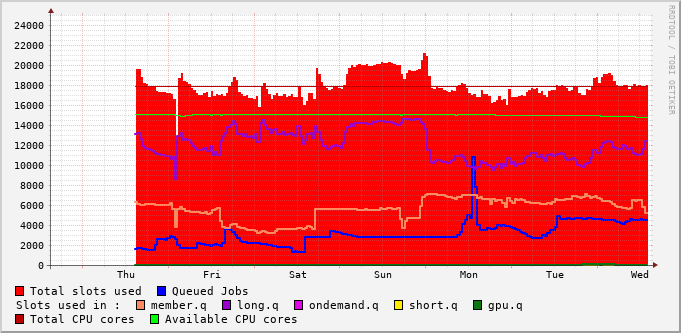 24000
22000
20000
18000
16000
14000
12000
10000
8000
6000
4000
2000
0
Thu Fri Sat Sun Mon Tue Wed
Total slots used Queued Jobs
Slots used in : member.q long.q ondemand.q short.q gpu.q
Total CPU cores Available CPU cores
RRDTOOL / TOBI OETIKER